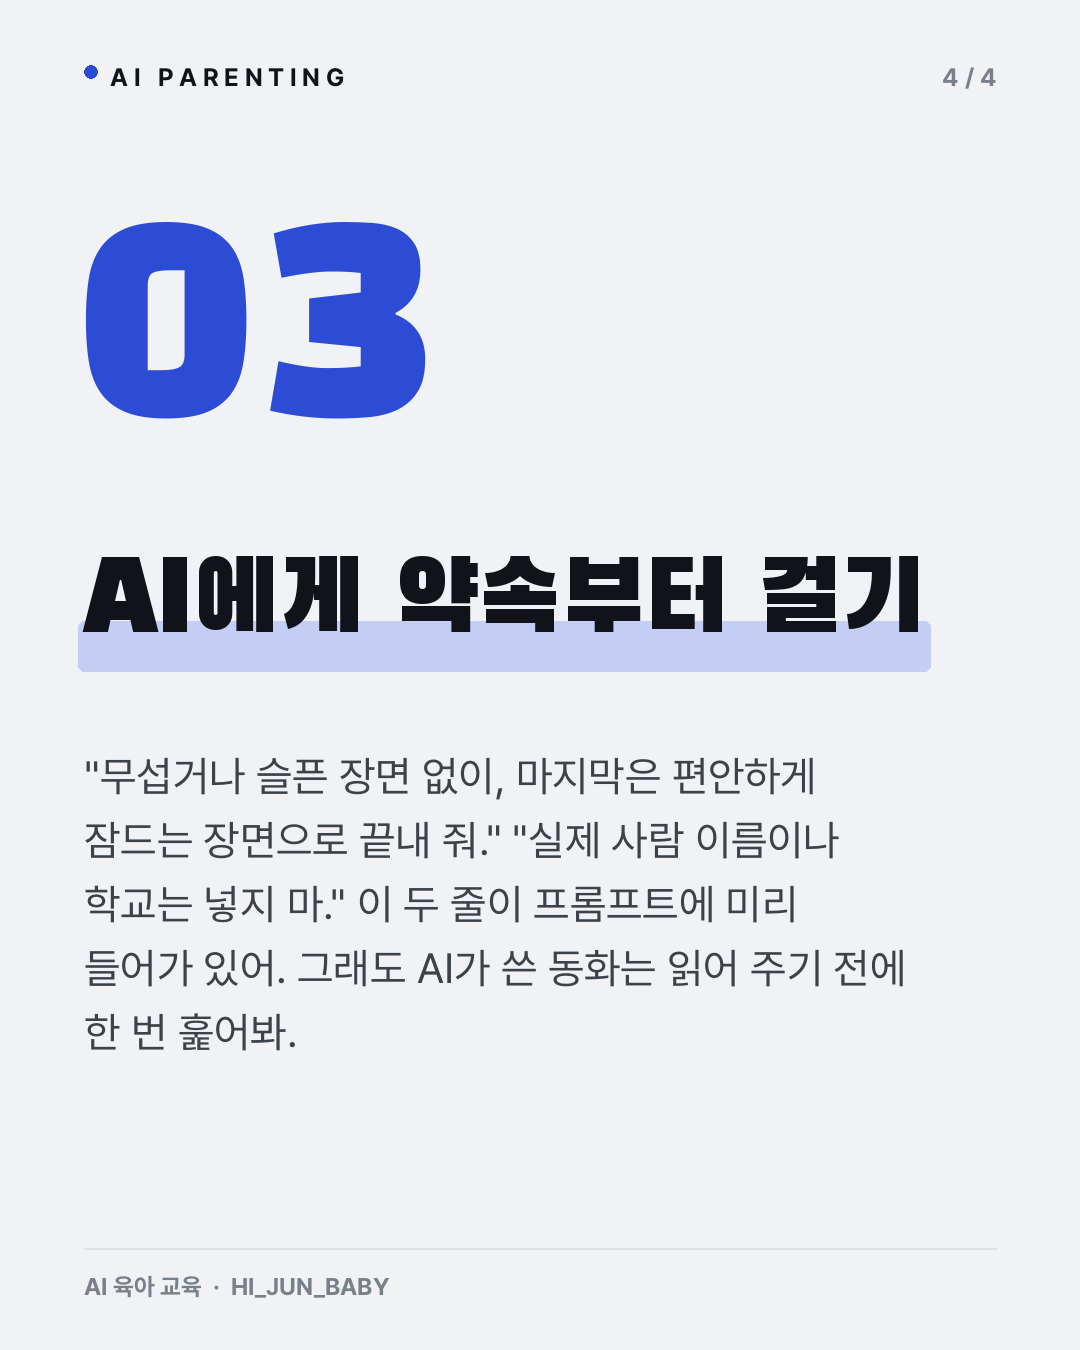 AI PARENTING
4 / 4
03
AI에게 약속부터 걸기
"무섭거나 슬픈 장면 없이, 마지막은 편안하게
잠드는 장면으로 끝내 줘." "실제 사람 이름이나
학교는 넣지 마." 이 두 줄이 프롬프트에 미리
들어가 있어. 그래도 AI가 쓴 동화는 읽어 주기 전에
한 번 훑어봐.
AI 육아 교육 · HI_JUN_BABY